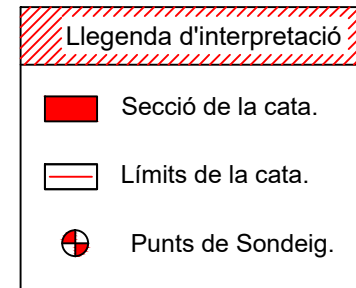 Llegenda d'interpretació
Secció de la cata.
Límits de la cata.
Punts de Sondeig.